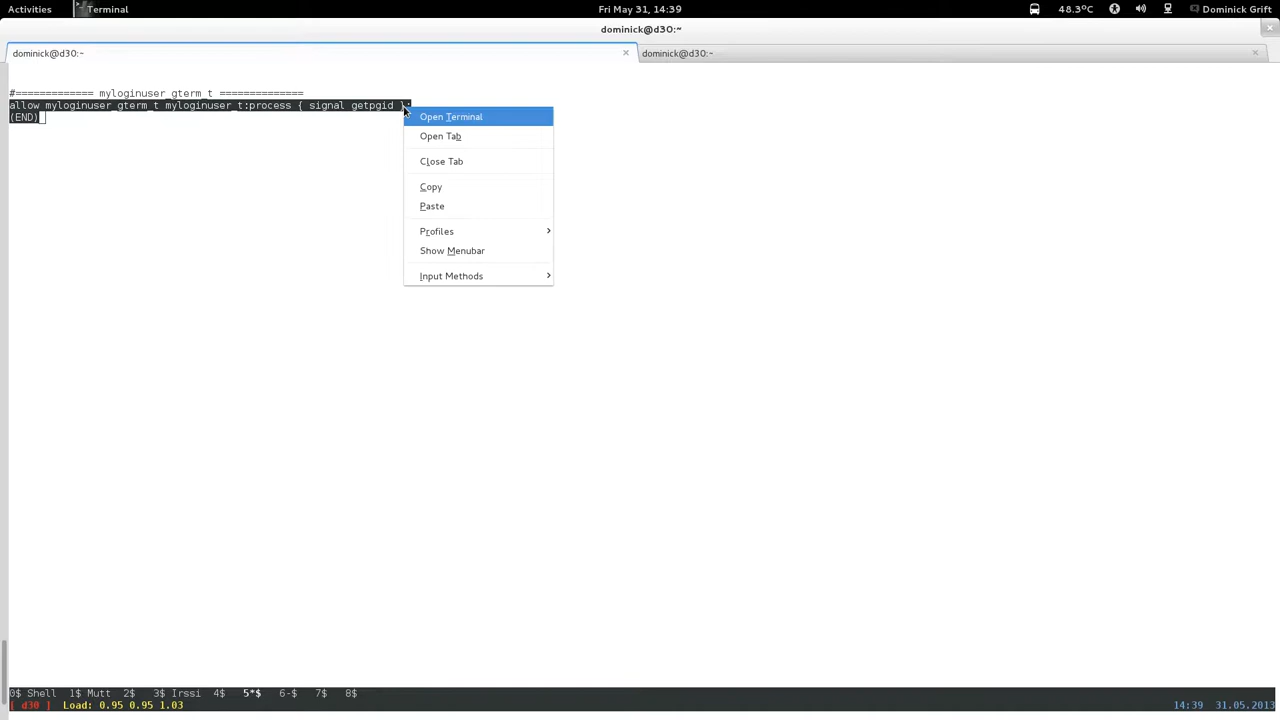 Activities Terminal Fri May 31, 14:39 48.3°C Dominick Grift
dominick@d30:~
dominick@d30:~ dominick@d30:~
#============= myloginuser_gterm_t ==============
allow myloginuser_gterm_t myloginuser_t:process { signal getpgid };
(END)
Open Terminal
Open Tab
Close Tab
Copy
Paste
Profiles
Show Menubar
Input Methods
0$ Shell 1$ Mutt 2$ 3$ Irssi 4$ 5*$ 6-$ 7$ 8$
[ d30 ] Load: 0.95 0.95 1.03 14:39 31.05.2013